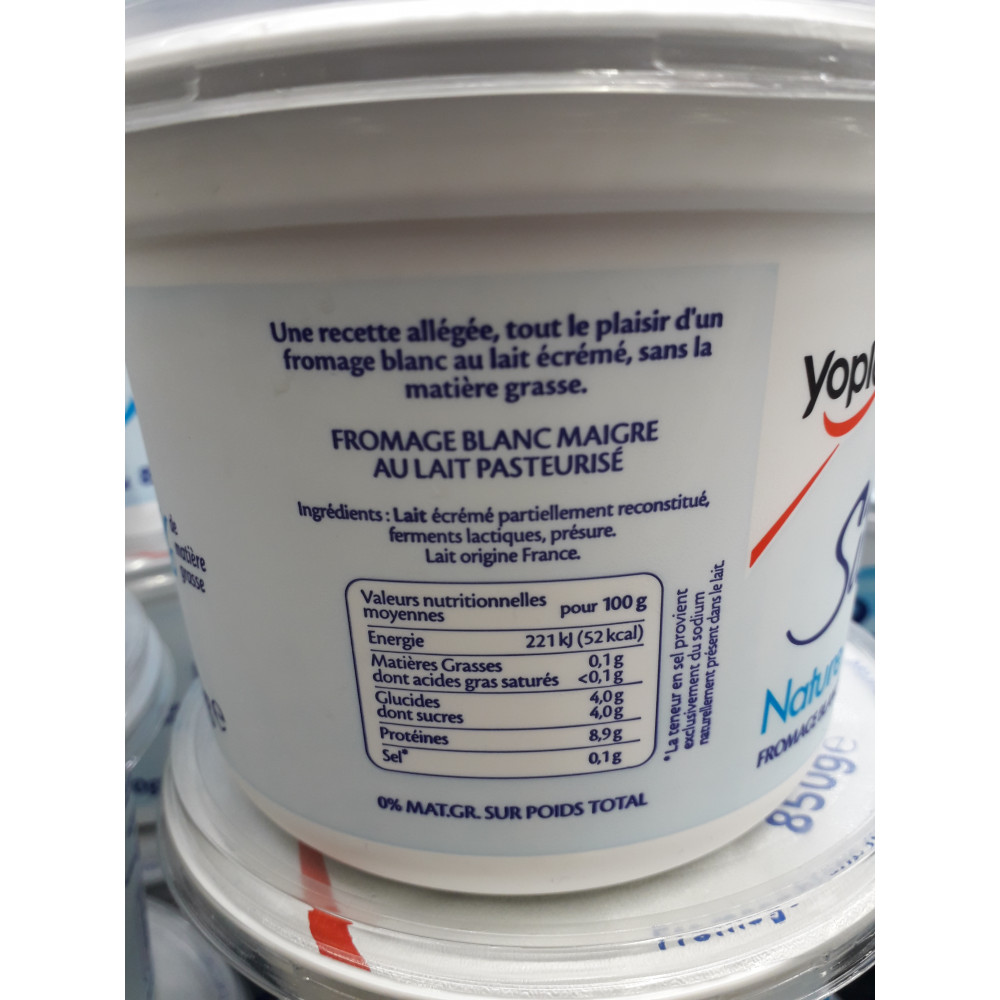 Une recette allégée, tout le plaisir d'un
fromage blanc au lait écrémé, sans la
matière grasse.
FROMAGE BLANC MAIGRE
AU LAIT PASTEURISÉ
Ingrédients : Lait écrémé partiellement reconstitué,
ferments lactiques, présure.
Lait origine France.
Valeurs nutritionnelles
moyennes
pour 100 g
Energie 221 kJ (52 kcal)
Matières Grasses 0,1 g
dont acides gras saturés <0,1 g
Glucides 4,0 g
dont sucres 4,0 g
Protéines 8,9 g
Sel* 0,1 g
*La teneur en sel provient
exclusivement du sodium
naturellement présent dans le lait.
0% MAT.GR. SUR POIDS TOTAL
de
matière
grasse
Yopl
Nature
FROMAGE
850g e